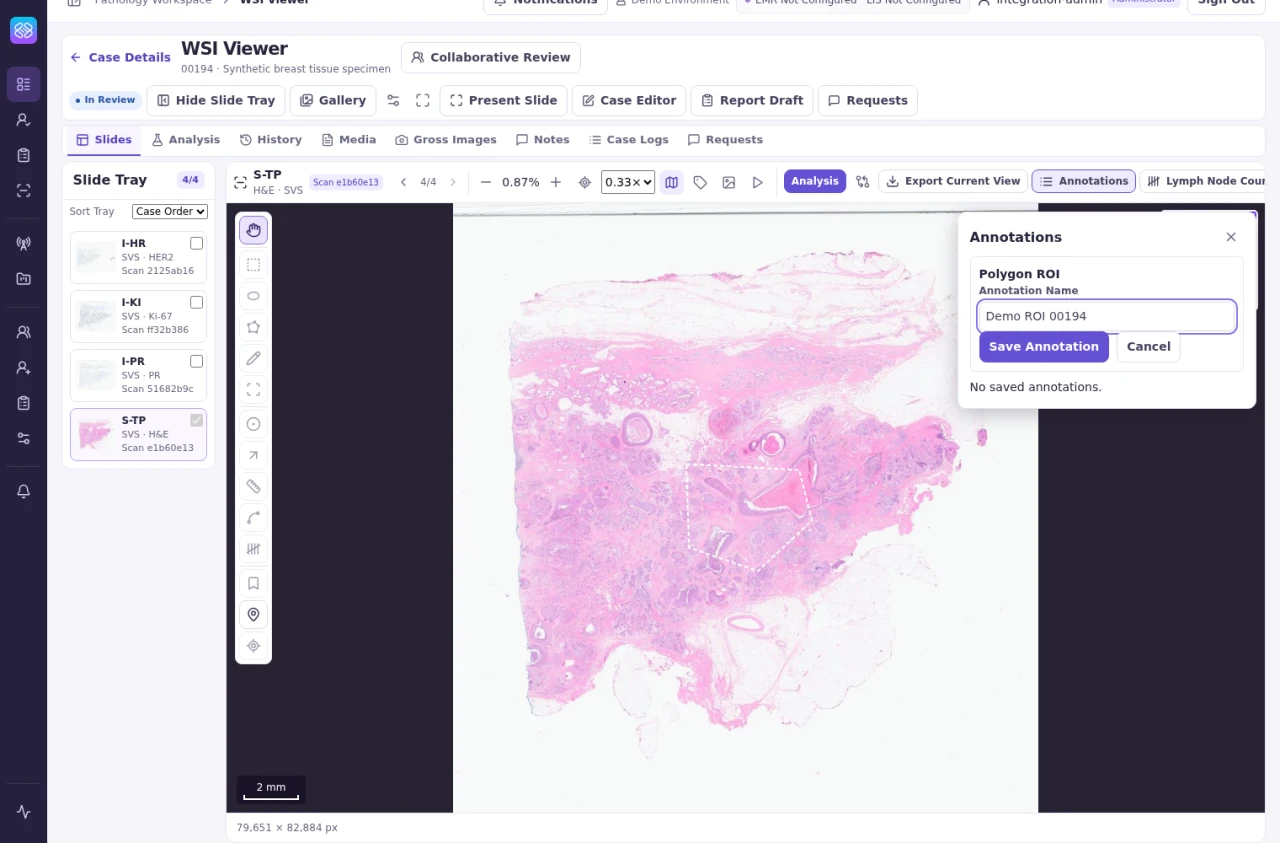 Pathology Workspace > WSI Viewer
Notifications
Demo Environment
EMR Not Configured · LIS Not Configured
integration-admin
Administrator
Sign Out
Case Details
WSI Viewer
00194 · Synthetic breast tissue specimen
Collaborative Review
In Review
Hide Slide Tray
Gallery
Present Slide
Case Editor
Report Draft
Requests
Slides
Analysis
History
Media
Gross Images
Notes
Case Logs
Requests
Slide Tray
4/4
Sort Tray
Case Order
I-HR
SVS · HER2
Scan 2125ab16
I-KI
SVS · Ki-67
Scan ff32b386
I-PR
SVS · PR
Scan 51682b9c
S-TP
SVS · H&E
Scan e1b60e13
S-TP
H&E · SVS
Scan e1b60e13
4/4
0.87%
0.33×
Analysis
Export Current View
Annotations
Lymph Node Cour
Annotations
Polygon ROI
Annotation Name
Demo ROI 00194
Save Annotation
Cancel
No saved annotations.
2 mm
79,651 × 82,884 px